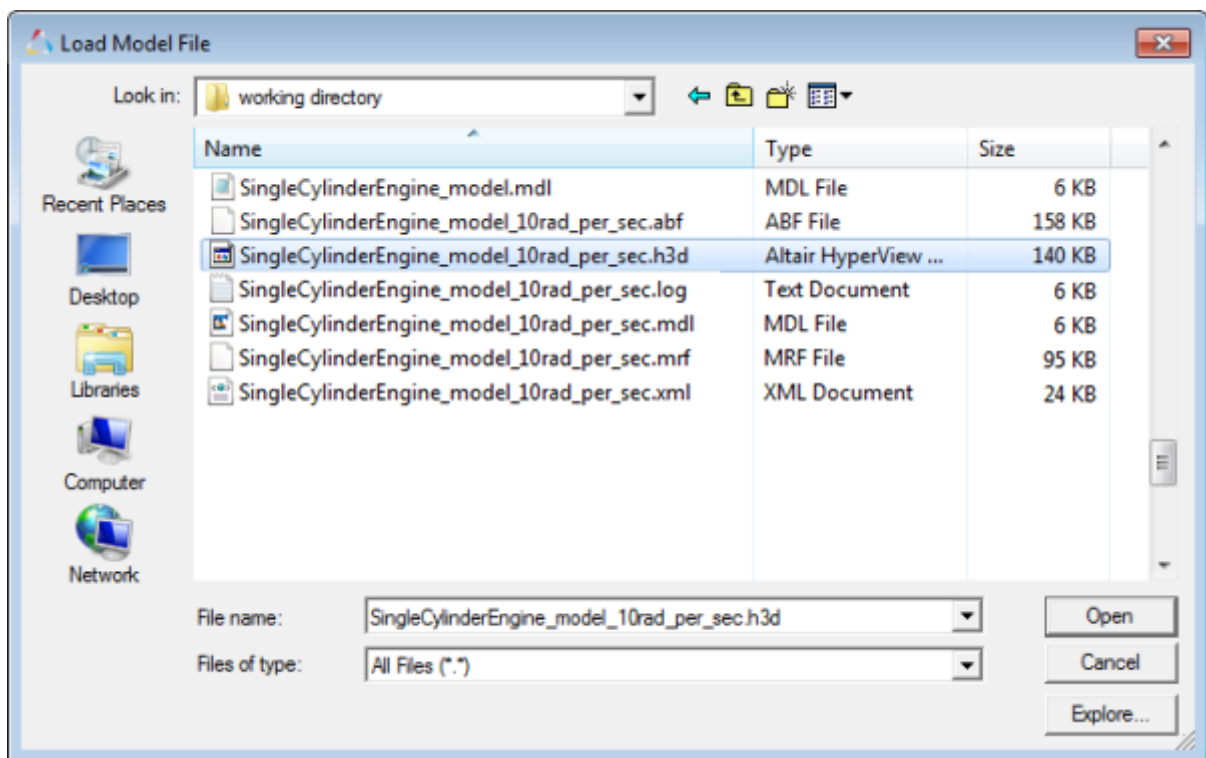 Load Model File
Look in: working directory
Name Type Size
SingleCylinderEngine_model.mdl MDL File 6 KB
SingleCylinderEngine_model_10rad_per_sec.abf ABF File 158 KB
SingleCylinderEngine_model_10rad_per_sec.h3d Altair HyperView ... 140 KB
SingleCylinderEngine_model_10rad_per_sec.log Text Document 6 KB
SingleCylinderEngine_model_10rad_per_sec.mdl MDL File 6 KB
SingleCylinderEngine_model_10rad_per_sec.mrf MRF File 95 KB
SingleCylinderEngine_model_10rad_per_sec.xml XML Document 24 KB
Recent Places
Desktop
Libraries
Computer
Network
File name: SingleCylinderEngine_model_10rad_per_sec.h3d Open
Files of type: All Files (*.*) Cancel
Explore...